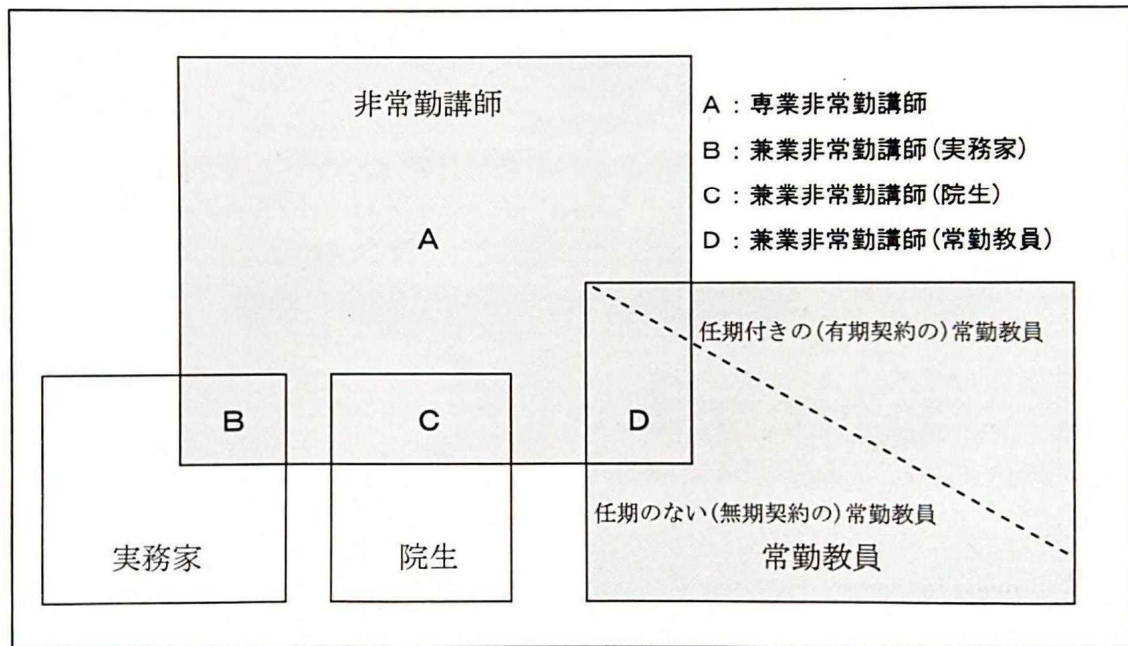 非常勤講師
A：専業非常勤講師
B：兼業非常勤講師(実務家)
C：兼業非常勤講師(院生)
D：兼業非常勤講師(常勤教員)
A
任期付きの(有期契約の)常勤教員
B
C
D
任期のない(無期契約の)常勤教員
実務家
院生
常勤教員